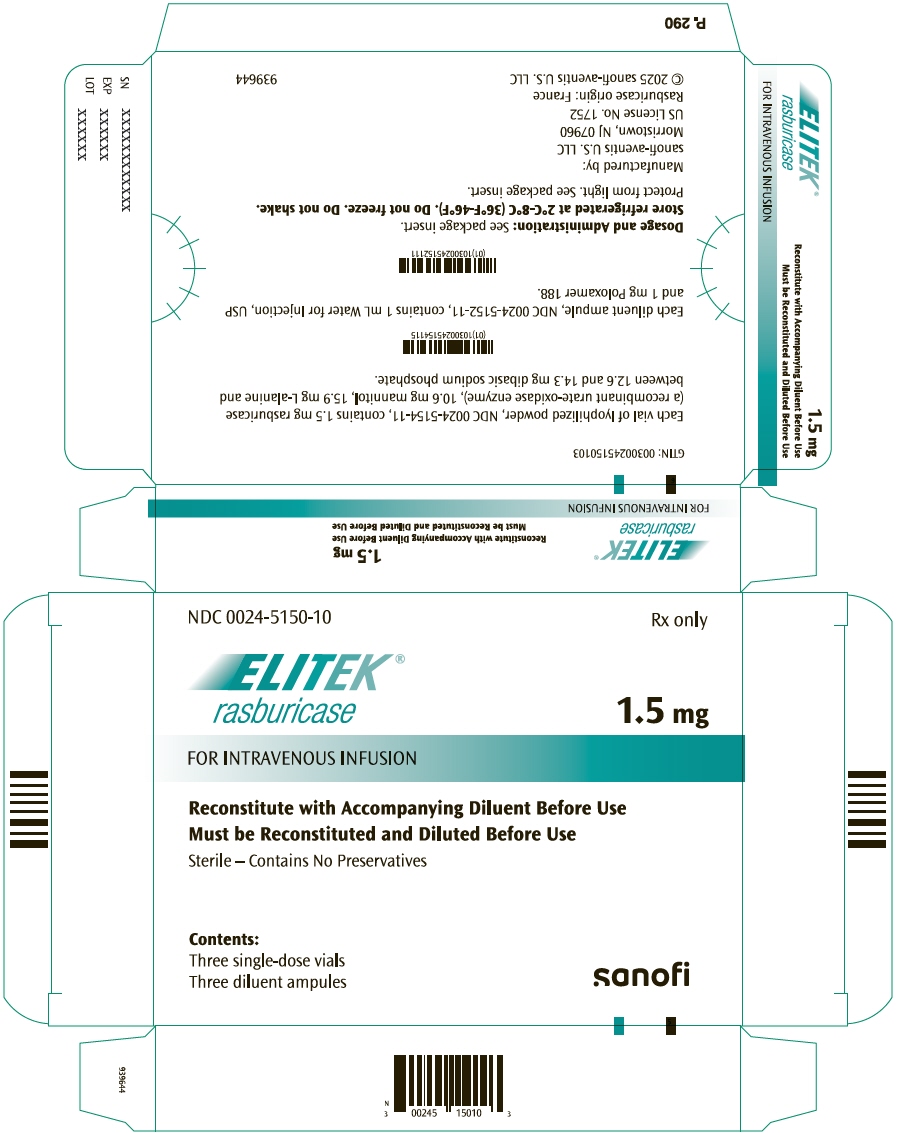 P. 290
939644
© 2025 sanofi-aventis U.S. LLC
Rasburicase origin: France
US License No. 1752
Morristown, NJ 07960
sanofi-aventis U.S. LLC
Manufactured by:
Protect from light. See package insert.
Store refrigerated at 2°C-8°C (36°F-46°F). Do not freeze. Do not shake.
Dosage and Administration: See package insert.
(01)10300245152111
and 1 mg Poloxamer 188.
Each diluent ampule, NDC 0024-5152-11, contains 1 mL Water for Injection, USP
(01)10300245154115
between 12.6 and 14.3 mg dibasic sodium phosphate.
(a recombinant urate-oxidase enzyme), 10.6 mg mannitol, 15.9 mg L-alanine and
Each vial of lyophilized powder, NDC 0024-5154-11, contains 1.5 mg rasburicase
GTIN: 00300245150103
SN XXXXXXXXXXXX
EXP XXXXXX
LOT XXXXXX
ELITEK®
rasburicase
FOR INTRAVENOUS INFUSION
1.5 mg
Reconstitute with Accompanying Diluent Before Use
Must be Reconstituted and Diluted Before Use
FOR INTRAVENOUS INFUSION
ELITEK®
rasburicase
1.5 mg
Reconstitute with Accompanying Diluent Before Use
Must be Reconstituted and Diluted Before Use
NDC 0024-5150-10
Rx only
ELITEK®
rasburicase
1.5 mg
FOR INTRAVENOUS INFUSION
Reconstitute with Accompanying Diluent Before Use
Must be Reconstituted and Diluted Before Use
Sterile – Contains No Preservatives
Contents:
Three single-dose vials
Three diluent ampules
sanofi
939644
N
3 00245 15010 3